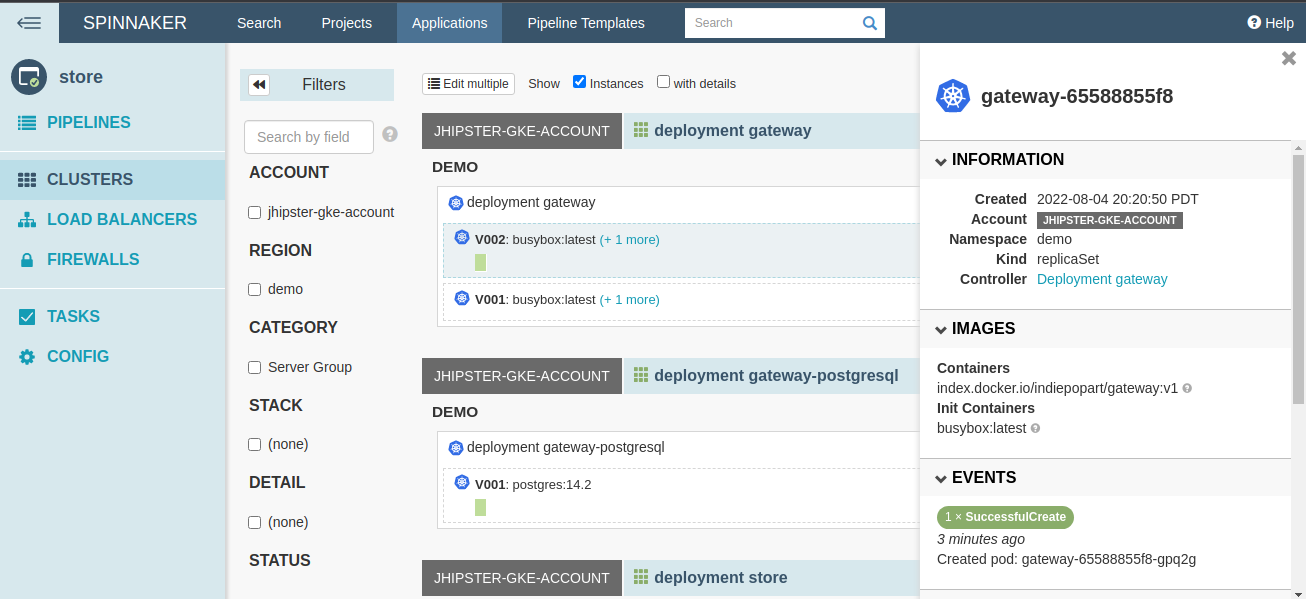 SPINNAKER
Search
Projects
Applications
Pipeline Templates
Search
Help
store
PIPELINES
CLUSTERS
LOAD BALANCERS
FIREWALLS
TASKS
CONFIG
Filters
Search by field
ACCOUNT
jhipster-gke-account
REGION
demo
CATEGORY
Server Group
STACK
(none)
DETAIL
(none)
STATUS
Edit multiple
Show
Instances
with details
JHIPSTER-GKE-ACCOUNT
deployment gateway
DEMO
deployment gateway
V002: busybox:latest (+ 1 more)
V001: busybox:latest (+ 1 more)
JHIPSTER-GKE-ACCOUNT
deployment gateway-postgresql
DEMO
deployment gateway-postgresql
V001: postgres:14.2
JHIPSTER-GKE-ACCOUNT
deployment store
gateway-65588855f8
INFORMATION
Created 2022-08-04 20:20:50 PDT
Account JHIPSTER-GKE-ACCOUNT
Namespace demo
Kind replicaSet
Controller Deployment gateway
IMAGES
Containers
index.docker.io/indiepopart/gateway:v1
Init Containers
busybox:latest
EVENTS
1 × SuccessfulCreate
3 minutes ago
Created pod: gateway-65588855f8-gpq2g